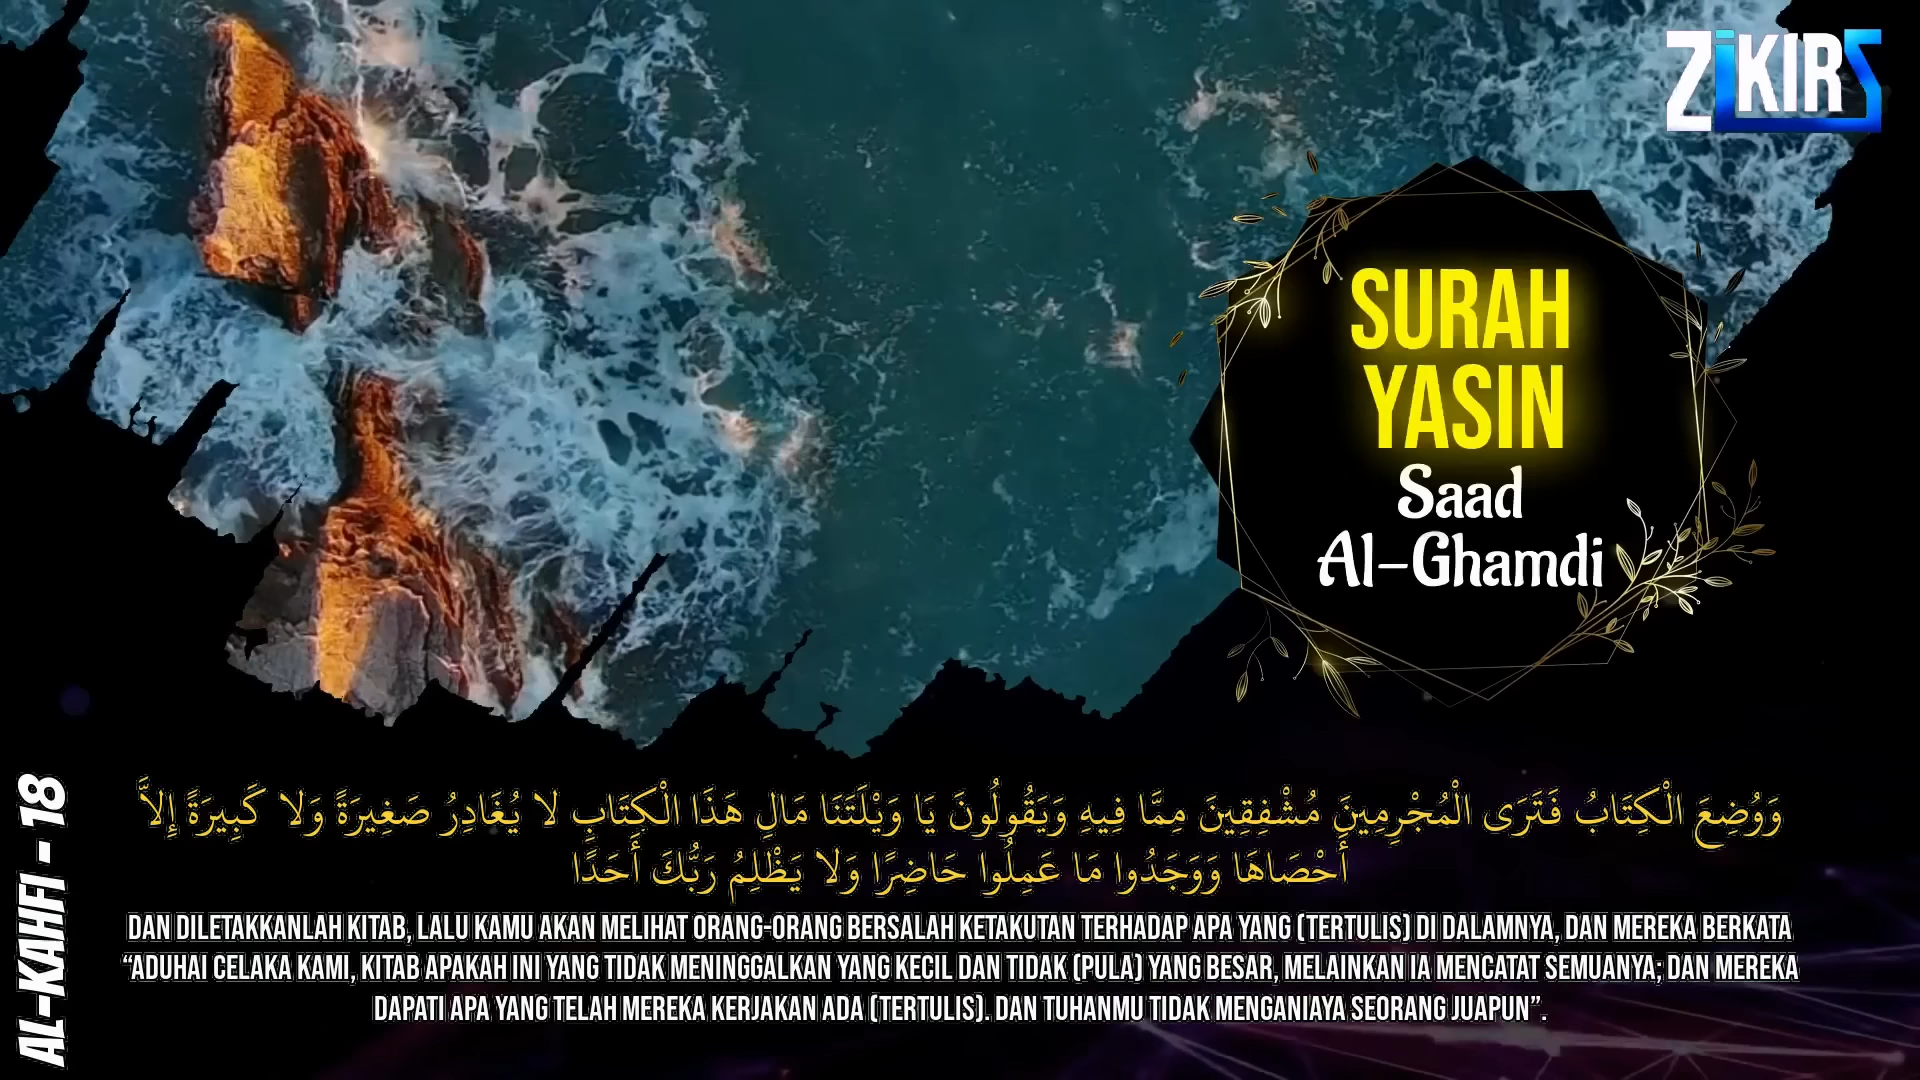 ZIKIRS
SURAH
YASIN
Saad
Al-Ghamdi
AL-KAHFI - 18
وَوُضِعَ الْكِتَابُ فَتَرَى الْمُجْرِمِينَ مُشْفِقِينَ مِمَّا فِيهِ وَيَقُولُونَ يَا وَيْلَتَنَا مَالِ هَذَا الْكِتَابِ لا يُغَادِرُ صَغِيرَةً وَلا كَبِيرَةً إِلاَّ
أَحْصَاهَا وَوَجَدُوا مَا عَمِلُوا حَاضِرًا وَلا يَظْلِمُ رَبُّكَ أَحَدًا
DAN DILETAKKANLAH KITAB, LALU KAMU AKAN MELIHAT ORANG-ORANG BERSALAH KETAKUTAN TERHADAP APA YANG (TERTULIS) DI DALAMNYA, DAN MEREKA BERKATA
“ADUHAI CELAKA KAMI, KITAB APAKAH INI YANG TIDAK MENINGGALKAN YANG KECIL DAN TIDAK (PULA) YANG BESAR, MELAINKAN IA MENCATAT SEMUANYA; DAN MEREKA
DAPATI APA YANG TELAH MEREKA KERJAKAN ADA (TERTULIS). DAN TUHANMU TIDAK MENGANIAYA SEORANG JUAPUN”.